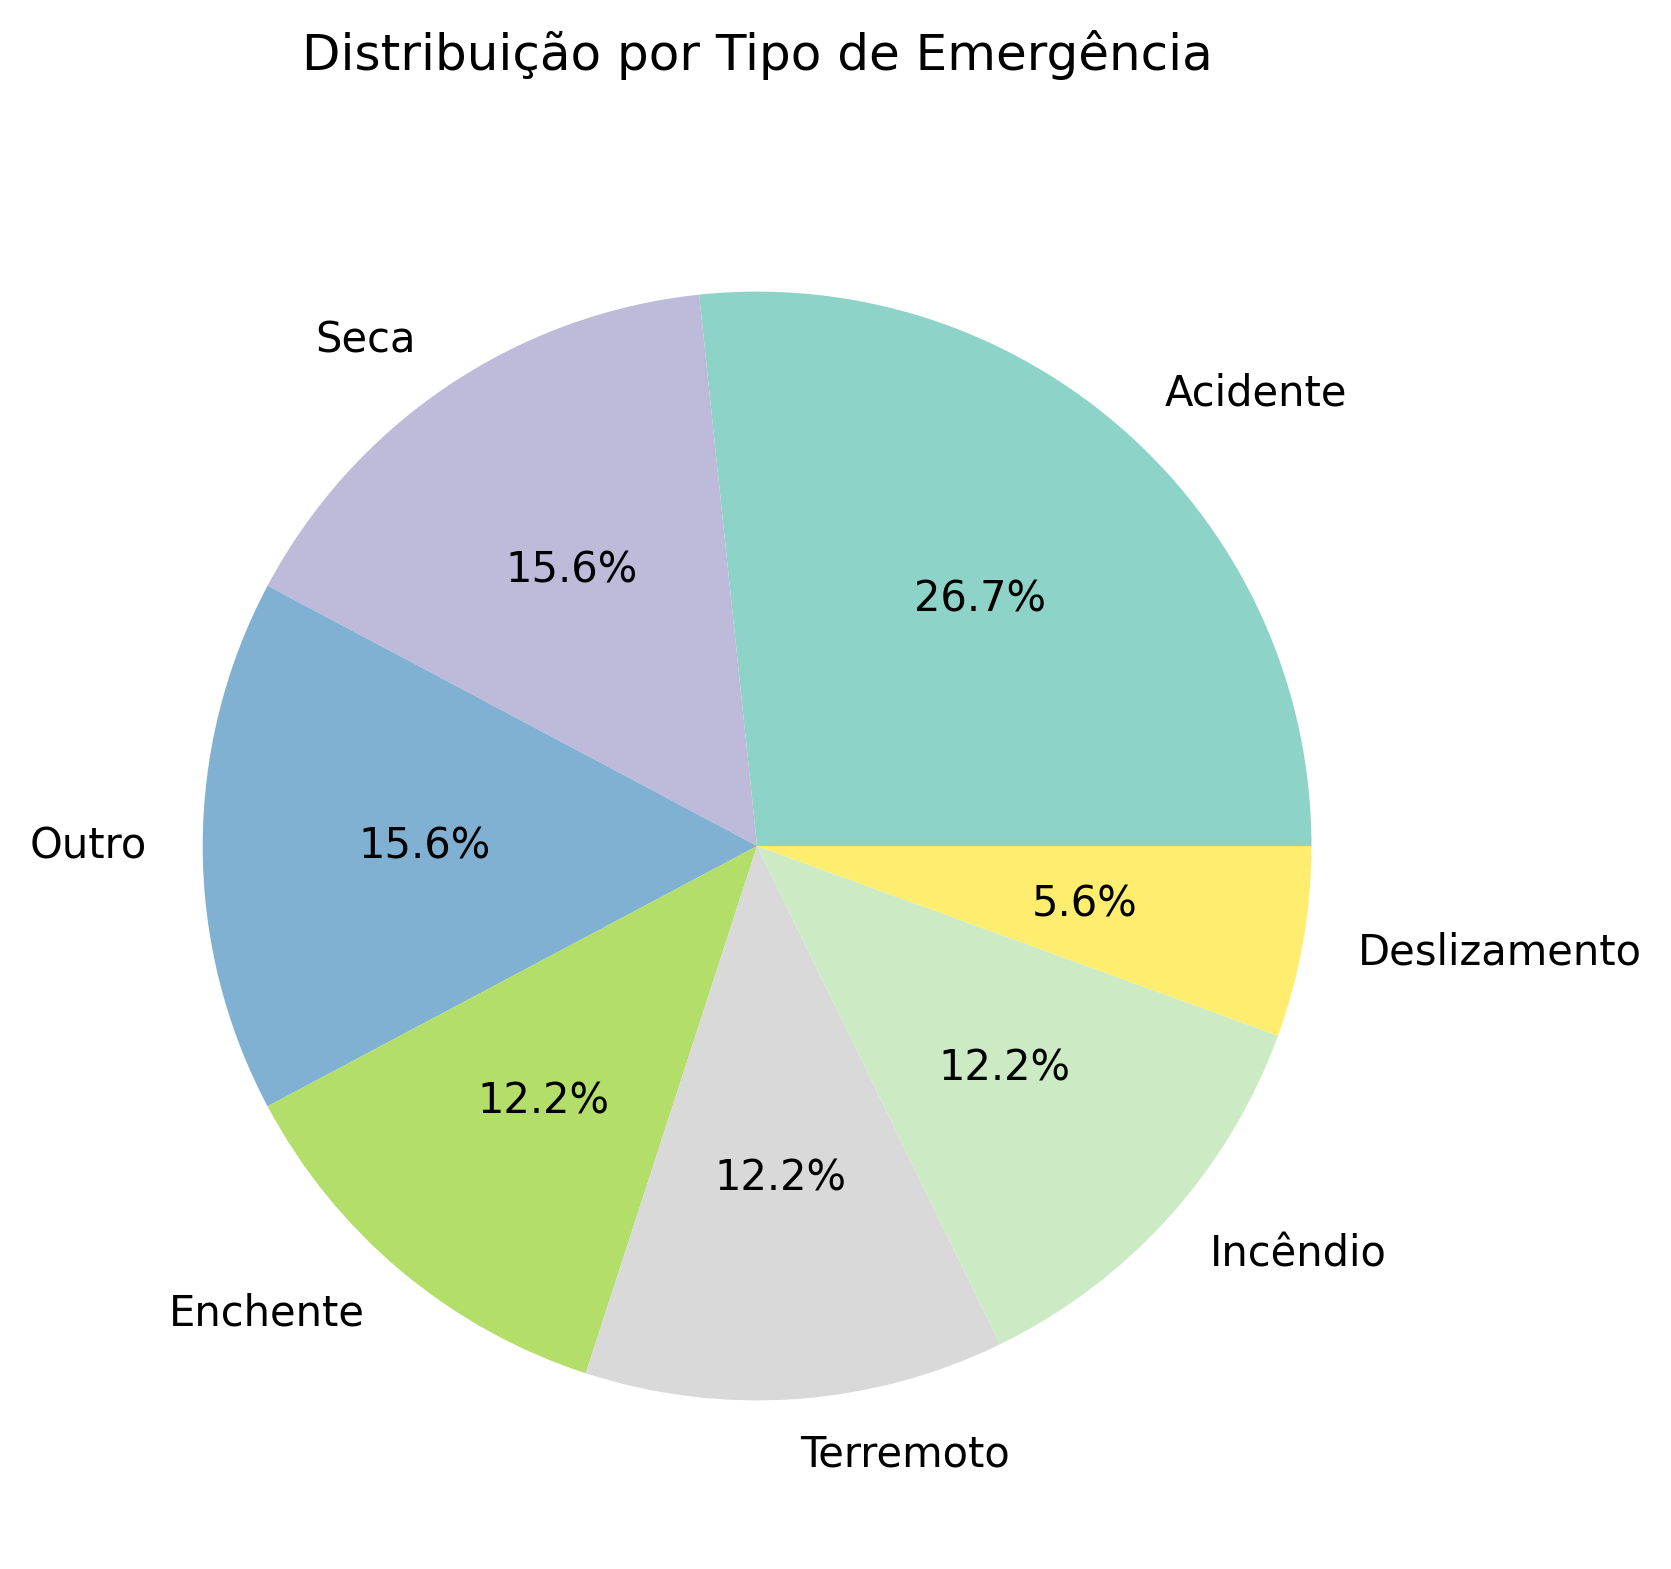 Distribuição por Tipo de Emergência
Seca
Acidente
15.6%
26.7%
Outro
15.6%
5.6%
Deslizamento
12.2%
12.2%
12.2%
Incêndio
Enchente
Terremoto